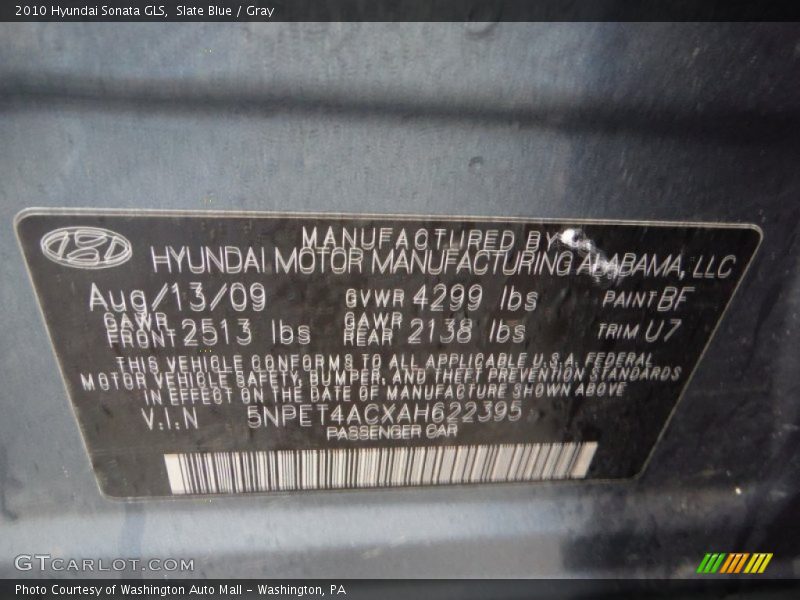 2010 Hyundai Sonata GLS, Slate Blue / Gray
MANUFACTURED BY
HYUNDAI MOTOR MANUFACTURING ALABAMA, LLC
Aug/13/09 GVWR 4299 lbs PAINT BF
GAWR FRONT 2513 lbs GAWR REAR 2138 lbs TRIM U7
THIS VEHICLE CONFORMS TO ALL APPLICABLE U.S.A. FEDERAL
MOTOR VEHICLE SAFETY, BUMPER, AND THEFT PREVENTION STANDARDS
IN EFFECT ON THE DATE OF MANUFACTURE SHOWN ABOVE
V.I.N 5NPET4ACXAH622395
PASSENGER CAR
GTCARLOT.COM
Photo Courtesy of Washington Auto Mall - Washington, PA